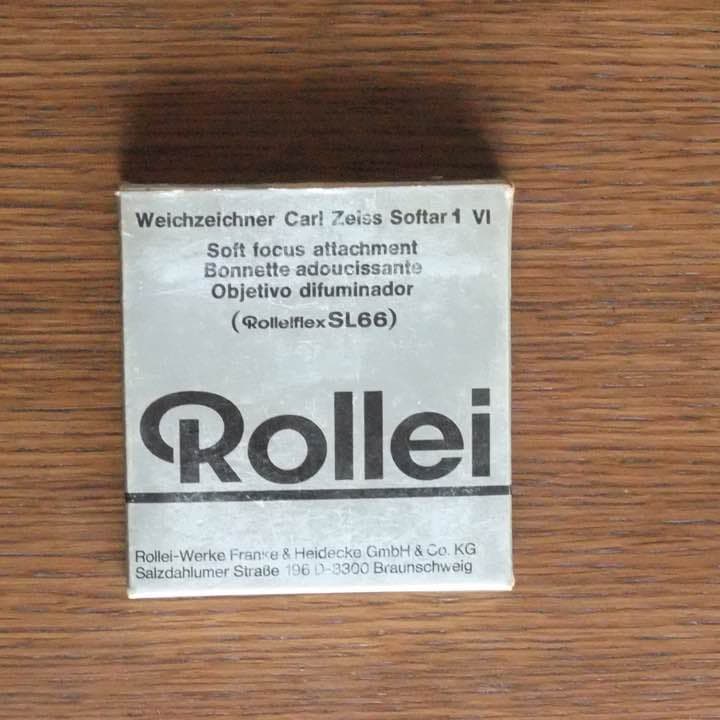 Weichzeichner Carl Zeiss Softar 1 VI
Soft focus attachment
Bonnette adoucissante
Objetivo difuminador
(Rolleiflex SL66)
Rollei
Rollei-Werke Franke & Heidecke GmbH & Co. KG
Salzdahlumer Straße 196 D-3300 Braunschweig